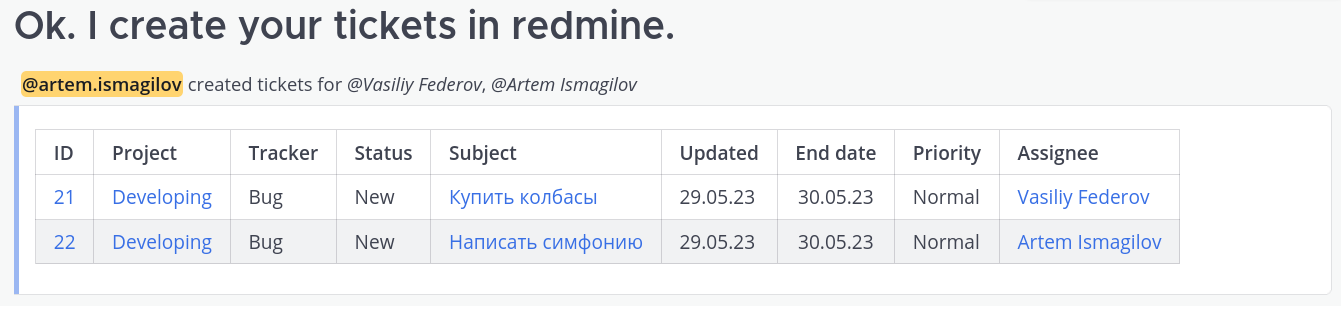 Ok. I create your tickets in redmine.
@artem.ismagilov created tickets for @Vasiliy Federov, @Artem Ismagilov
ID Project Tracker Status Subject Updated End date Priority Assignee
21 Developing Bug New Купить колбасы 29.05.23 30.05.23 Normal Vasiliy Federov
22 Developing Bug New Написать симфонию 29.05.23 30.05.23 Normal Artem Ismagilov